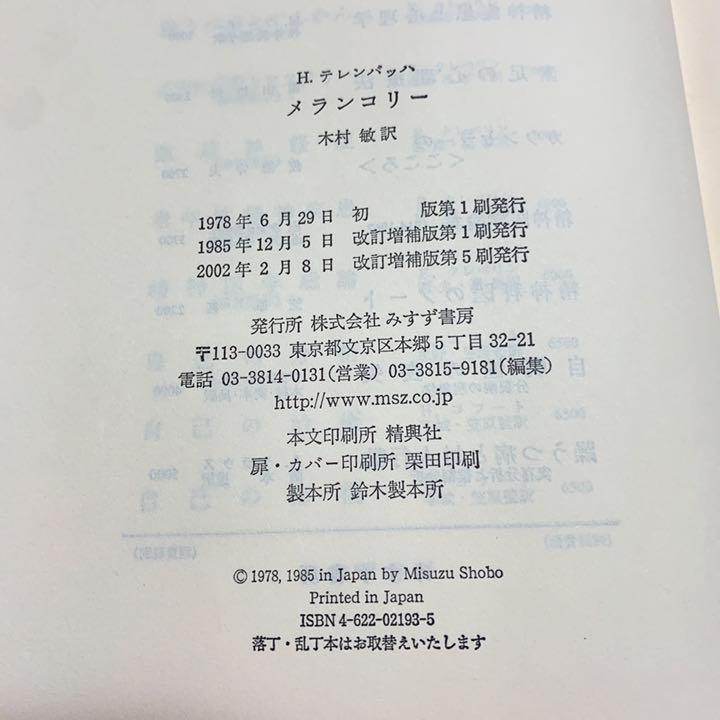 H. テレンバッハ
メランコリー
木村 敏 訳
1978年 6月29日 初 版第1刷発行
1985年12月 5日 改訂増補版第1刷発行
2002年 2月 8日 改訂増補版第5刷発行
発行所 株式会社 みすず書房
〒113-0033 東京都文京区本郷5丁目32-21
電話 03-3814-0131(営業) 03-3815-9181(編集)
http://www.msz.co.jp
本文印刷所 精興社
扉・カバー印刷所 栗田印刷
製本所 鈴木製本所
© 1978, 1985 in Japan by Misuzu Shobo
Printed in Japan
ISBN 4-622-02193-5
落丁・乱丁本はお取替えいたします